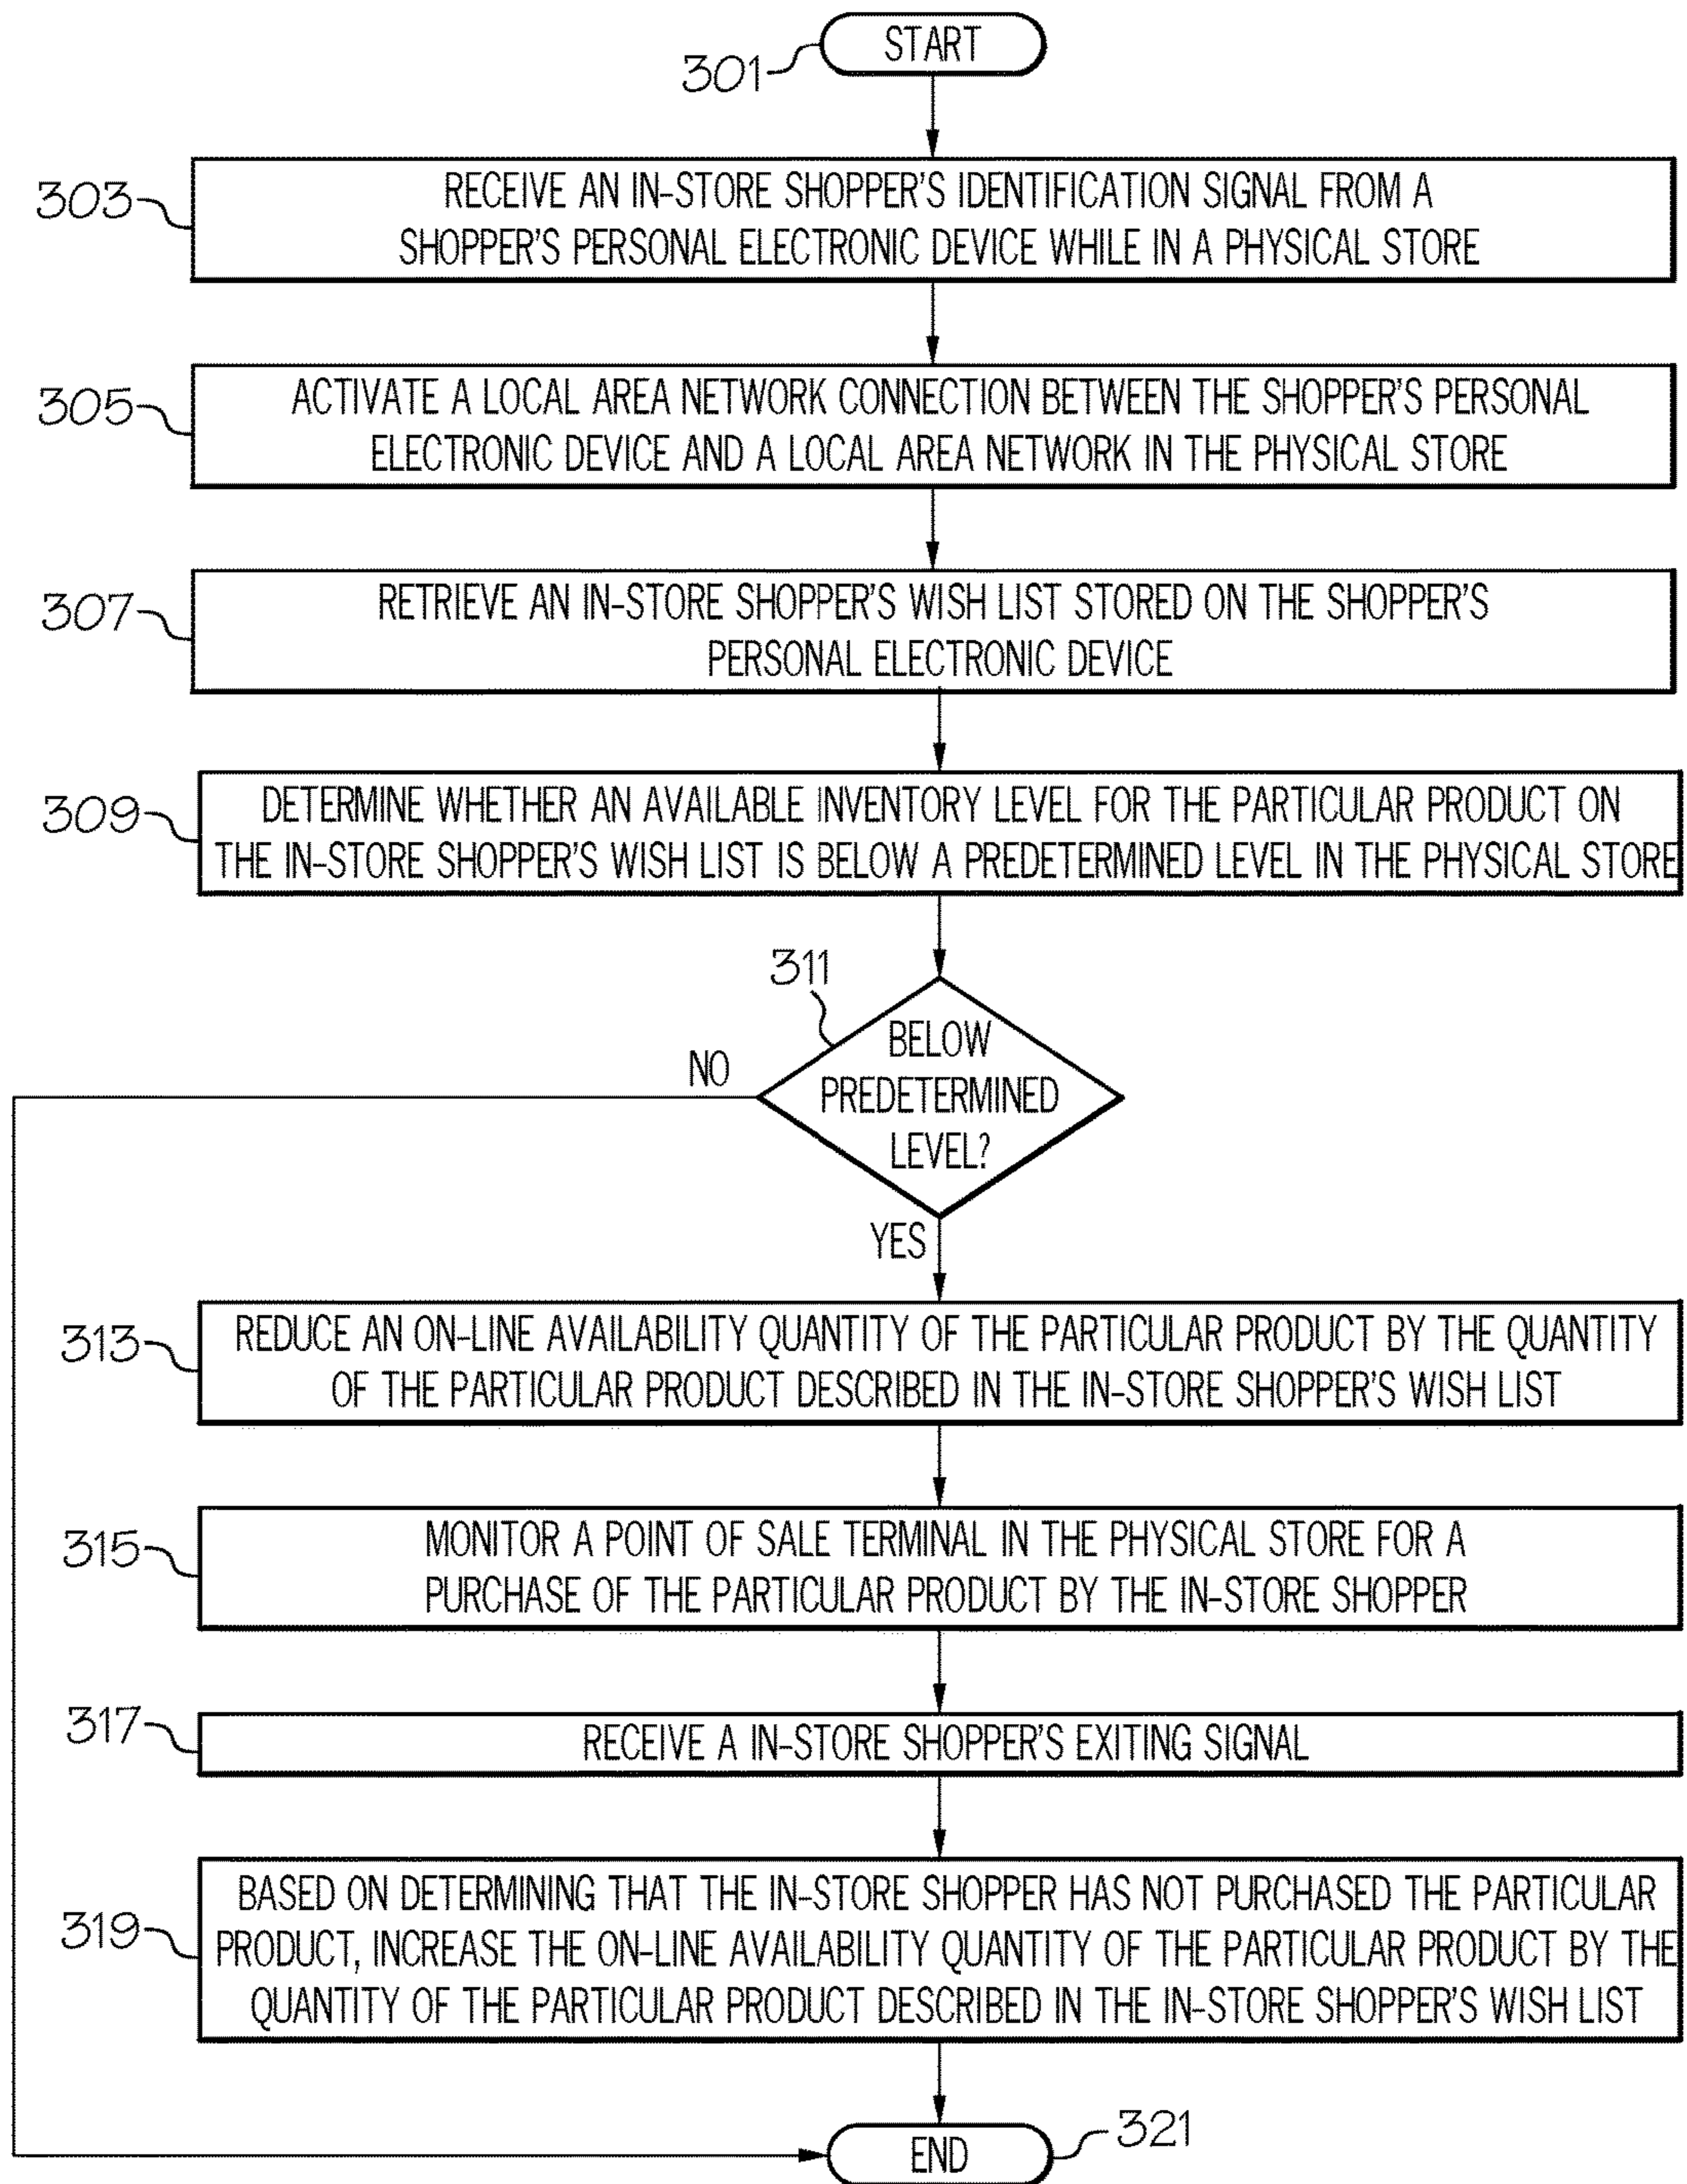 START
301
303
RECEIVE AN IN-STORE SHOPPER'S IDENTIFICATION SIGNAL FROM A
SHOPPER'S PERSONAL ELECTRONIC DEVICE WHILE IN A PHYSICAL STORE
305
ACTIVATE A LOCAL AREA NETWORK CONNECTION BETWEEN THE SHOPPER'S PERSONAL
ELECTRONIC DEVICE AND A LOCAL AREA NETWORK IN THE PHYSICAL STORE
307
RETRIEVE AN IN-STORE SHOPPER'S WISH LIST STORED ON THE SHOPPER'S
PERSONAL ELECTRONIC DEVICE
309
DETERMINE WHETHER AN AVAILABLE INVENTORY LEVEL FOR THE PARTICULAR PRODUCT ON
THE IN-STORE SHOPPER'S WISH LIST IS BELOW A PREDETERMINED LEVEL IN THE PHYSICAL STORE
311
BELOW
PREDETERMINED
LEVEL?
NO
YES
313
REDUCE AN ON-LINE AVAILABILITY QUANTITY OF THE PARTICULAR PRODUCT BY THE QUANTITY
OF THE PARTICULAR PRODUCT DESCRIBED IN THE IN-STORE SHOPPER'S WISH LIST
315
MONITOR A POINT OF SALE TERMINAL IN THE PHYSICAL STORE FOR A
PURCHASE OF THE PARTICULAR PRODUCT BY THE IN-STORE SHOPPER
317
RECEIVE A IN-STORE SHOPPER'S EXITING SIGNAL
319
BASED ON DETERMINING THAT THE IN-STORE SHOPPER HAS NOT PURCHASED THE PARTICULAR
PRODUCT, INCREASE THE ON-LINE AVAILABILITY QUANTITY OF THE PARTICULAR PRODUCT BY THE
QUANTITY OF THE PARTICULAR PRODUCT DESCRIBED IN THE IN-STORE SHOPPER'S WISH LIST
END
321